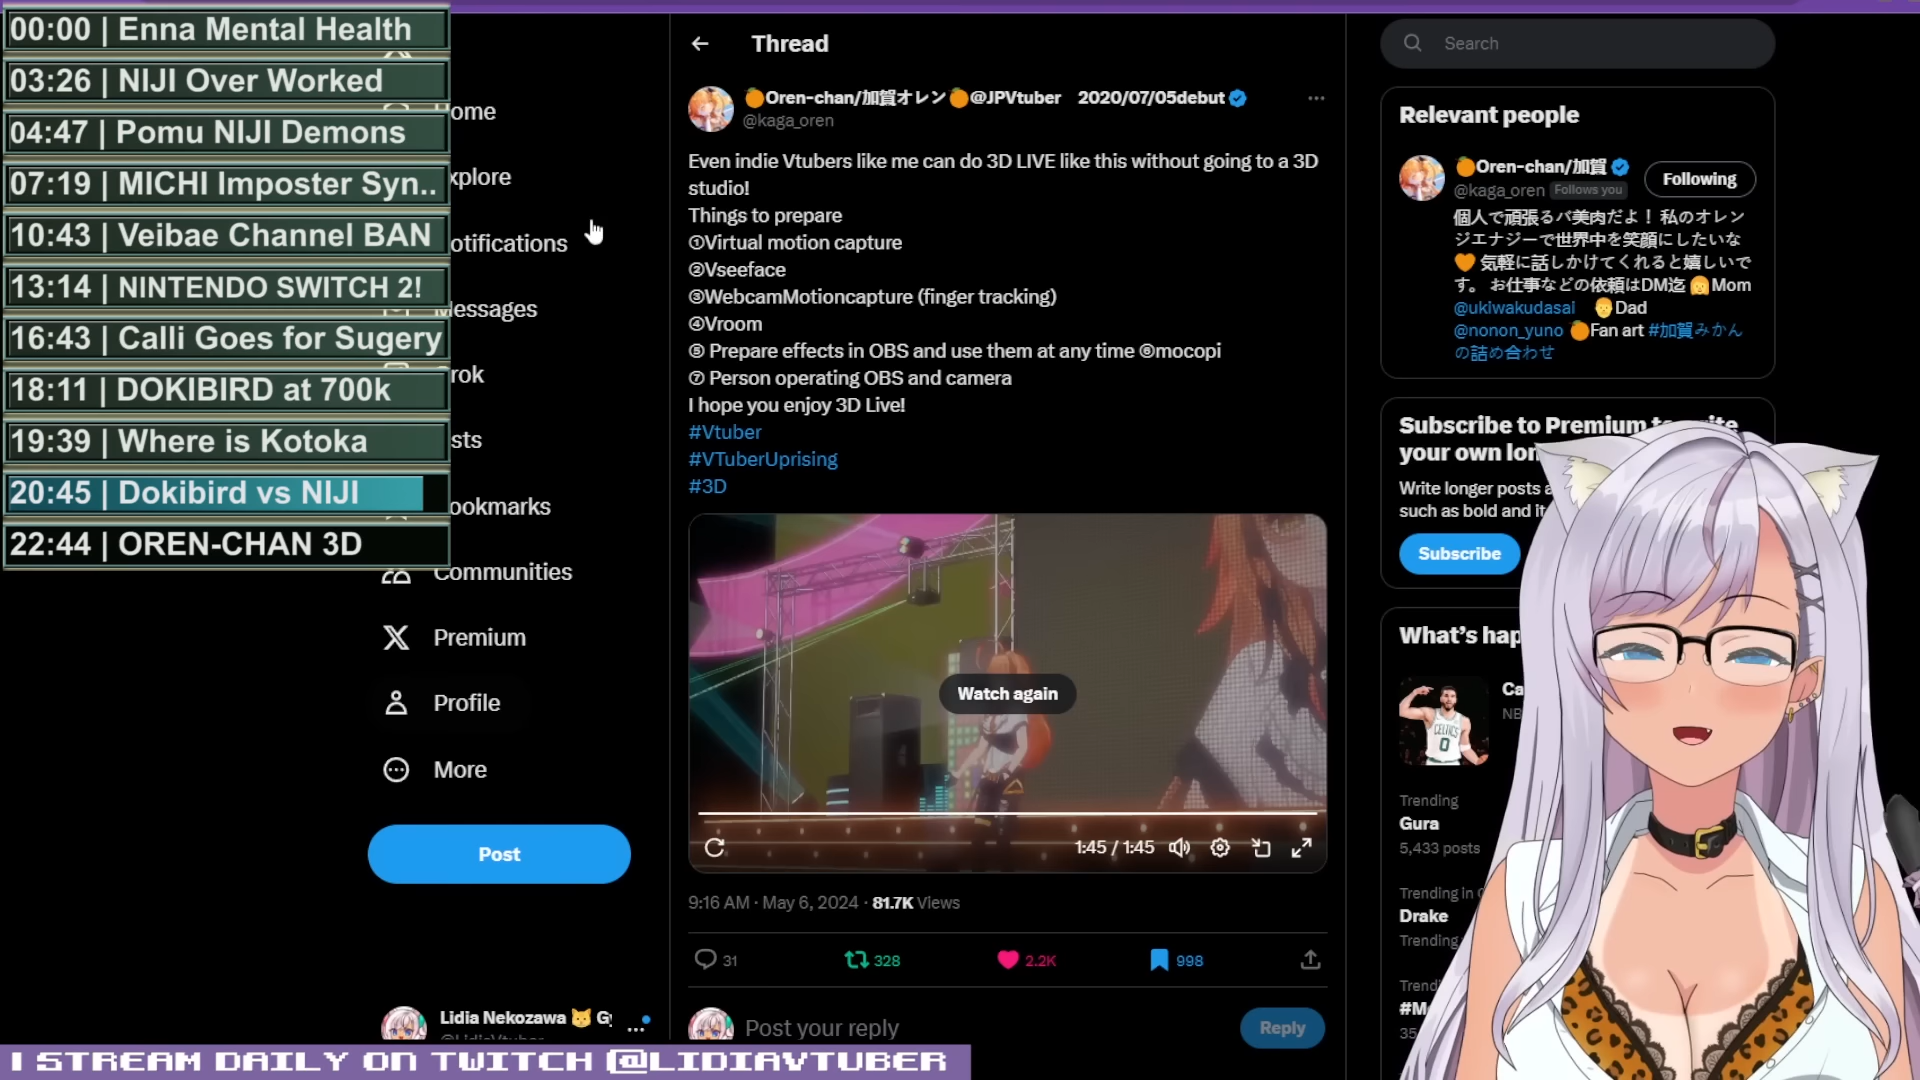 00:00 | Enna Mental Health
03:26 | NIJI Over Worked
04:47 | Pomu NIJI Demons
07:19 | MICHI Imposter Syn..
10:43 | Veibae Channel BAN
13:14 | NINTENDO SWITCH 2!
16:43 | Calli Goes for Sugery
18:11 | DOKIBIRD at 700k
19:39 | Where is Kotoka
20:45 | Dokibird vs NIJI
22:44 | OREN-CHAN 3D
ome
xplore
otifications
Messages
rok
sts
ookmarks
Communities
Premium
Profile
More
Post
Lidia Nekozawa 😺 G
Thread
🍊Oren-chan/加賀オレン🍊@JPVtuber 2020/07/05debut
@kaga_oren
Even indie Vtubers like me can do 3D LIVE like this without going to a 3D
studio!
Things to prepare
①Virtual motion capture
②Vseeface
③WebcamMotioncapture (finger tracking)
④Vroom
⑤ Prepare effects in OBS and use them at any time ⑥mocopi
⑦ Person operating OBS and camera
I hope you enjoy 3D Live!
#Vtuber
#VTuberUprising
#3D
Watch again
1:45 / 1:45
9:16 AM · May 6, 2024 · 81.7K Views
31
328
2.2K
998
Post your reply
Reply
Search
Relevant people
🍊Oren-chan/加賀
@kaga_oren Follows you
Following
個人で頑張るバ美肉だよ！ 私のオレン
ジエナジーで世界中を笑顔にしたいな
🧡 気軽に話しかけてくれると嬉しいで
す。 お仕事などの依頼はDM迄 👩Mom
@ukiwakudasai 👨Dad
@nonon_yuno 🍊Fan art #加賀みかん
の詰め合わせ
Subscribe to Premium to write
your own lon
Write longer posts a
such as bold and it
Subscribe
What's hap
Ca
NB
CELTICS
0
Trending
Gura
5,433 posts
Trending in
Drake
Trending
Trend
#M
35
I STREAM DAILY ON TWITCH @LIDIAVTUBER